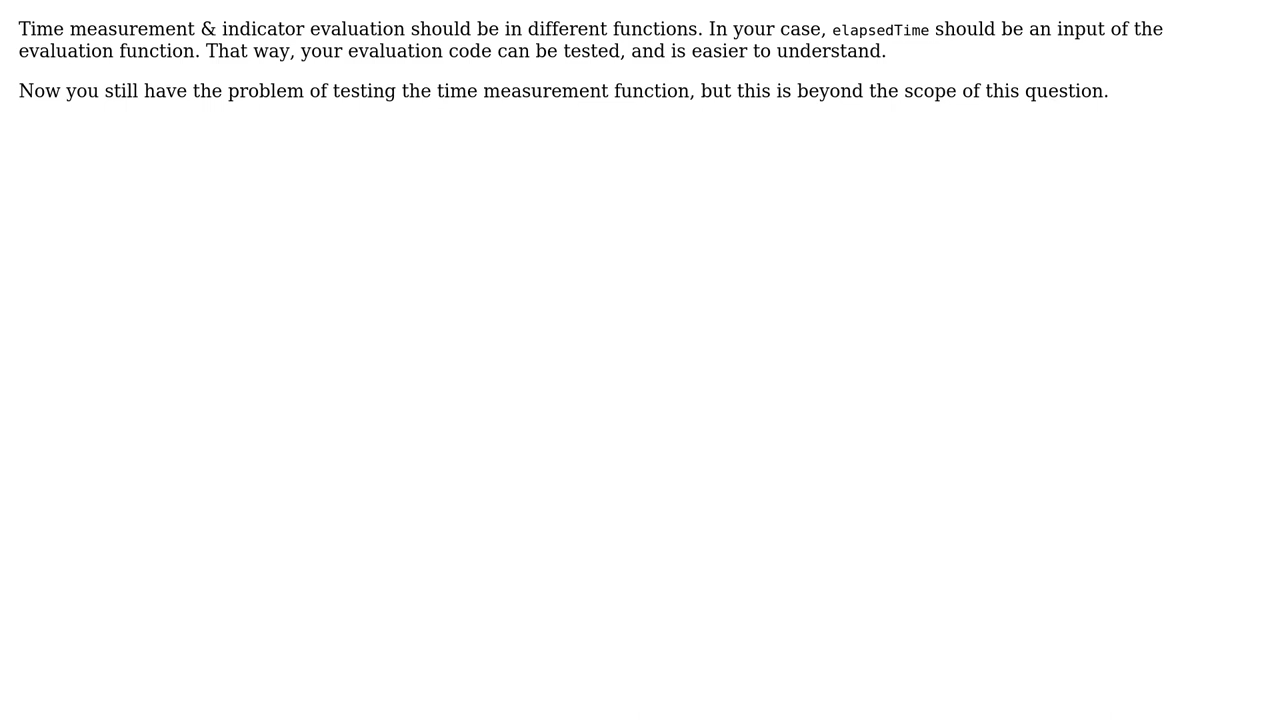 Time measurement & indicator evaluation should be in different functions. In your case, elapsedTime should be an input of the
evaluation function. That way, your evaluation code can be tested, and is easier to understand.
Now you still have the problem of testing the time measurement function, but this is beyond the scope of this question.